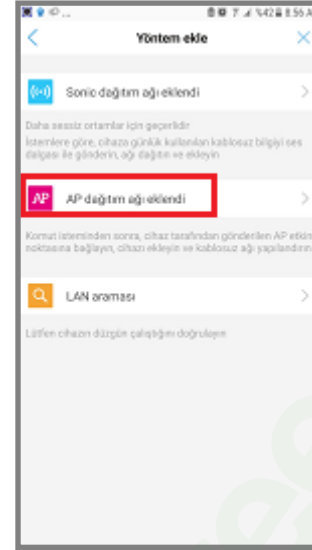 %42 8:56 A
Yöntem ekle
Sonic dağıtım ağı eklendi
Daha sessiz ortamlar için geçerlidir
İstemlere göre, cihaza günlük kullanılan kablosuz bilgiyi ses
dalgası ile gönderin, ağı dağıtın ve ekleyin
AP AP dağıtım ağı eklendi
Komut isteminden sonra, cihaz tarafından gönderilen AP etkin
noktasına bağlayın, cihazı ekleyin ve kablosuz ağı yapılandırın
LAN araması
Lütfen cihazın düzgün çalıştığını doğrulayın